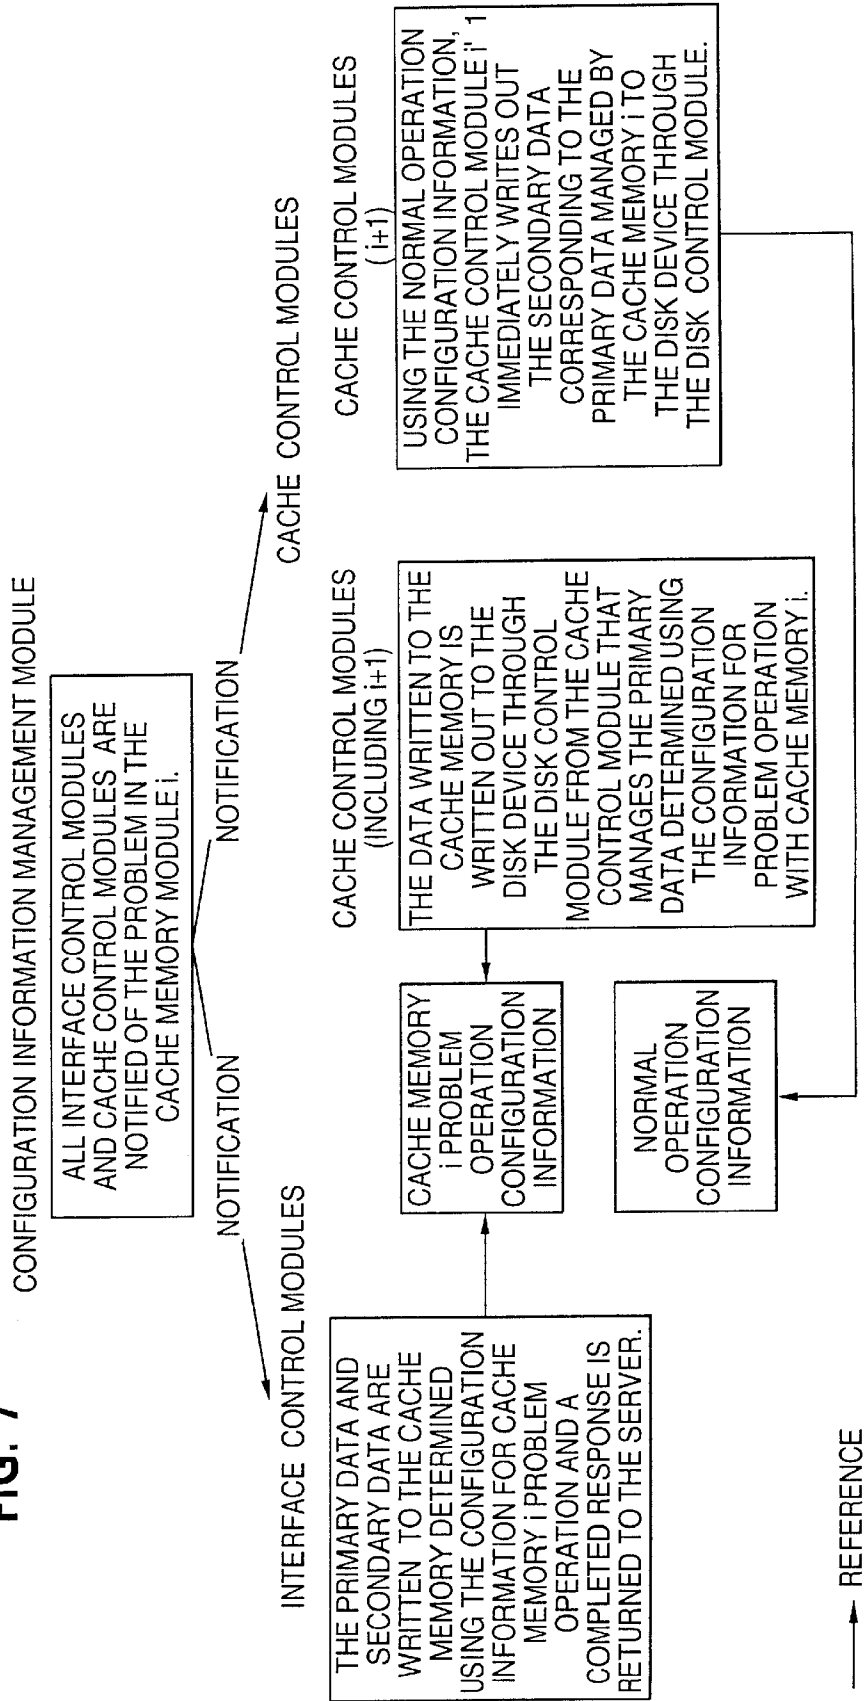 FIG. 7
CONFIGURATION INFORMATION MANAGEMENT MODULE
ALL INTERFACE CONTROL MODULES
AND CACHE CONTROL MODULES ARE
NOTIFIED OF THE PROBLEM IN THE
CACHE MEMORY MODULE i.
NOTIFICATION
NOTIFICATION
INTERFACE CONTROL MODULES
CACHE CONTROL MODULES
THE PRIMARY DATA AND
SECONDARY DATA ARE
WRITTEN TO THE CACHE
MEMORY DETERMINED
USING THE CONFIGURATION
INFORMATION FOR CACHE
MEMORY i PROBLEM
OPERATION AND A
COMPLETED RESPONSE IS
RETURNED TO THE SERVER.
CACHE MEMORY
i PROBLEM
OPERATION
CONFIGURATION
INFORMATION
NORMAL
OPERATION
CONFIGURATION
INFORMATION
CACHE CONTROL MODULES
(INCLUDING i+1)
THE DATA WRITTEN TO THE
CACHE MEMORY IS
WRITTEN OUT TO THE
DISK DEVICE THROUGH
THE DISK CONTROL
MODULE FROM THE CACHE
CONTROL MODULE THAT
MANAGES THE PRIMARY
DATA DETERMINED USING
THE CONFIGURATION
INFORMATION FOR
PROBLEM OPERATION
WITH CACHE MEMORY i.
CACHE CONTROL MODULES
(i+1)
USING THE NORMAL OPERATION
CONFIGURATION INFORMATION,
THE CACHE CONTROL MODULE i' 1
IMMEDIATELY WRITES OUT
THE SECONDARY DATA
CORRESPONDING TO THE
PRIMARY DATA MANAGED BY
THE CACHE MEMORY i TO
THE DISK DEVICE THROUGH
THE DISK CONTROL MODULE.
REFERENCE